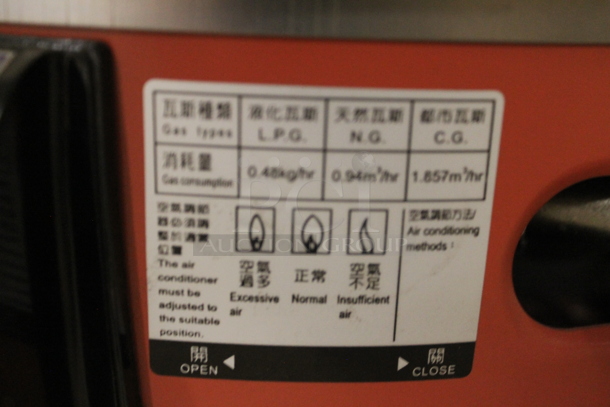 瓦斯種類 液化瓦斯 天然瓦斯 都市瓦斯
Gas types L.P.G. N.G. C.G.
消耗量
Gas consumption 0.48kg/hr 0.94m³/hr 1.857m³/hr
空氣調節
器必須調
整於適當
位置
The air
conditioner
must be
adjusted to
the suitable
position.
空氣
過多
Excessive
air
正常
Normal
空氣
不足
Insufficient
air
空氣調節方法/
Air conditioning
methods :
AUCTION GROUP
開
OPEN
關
CLOSE